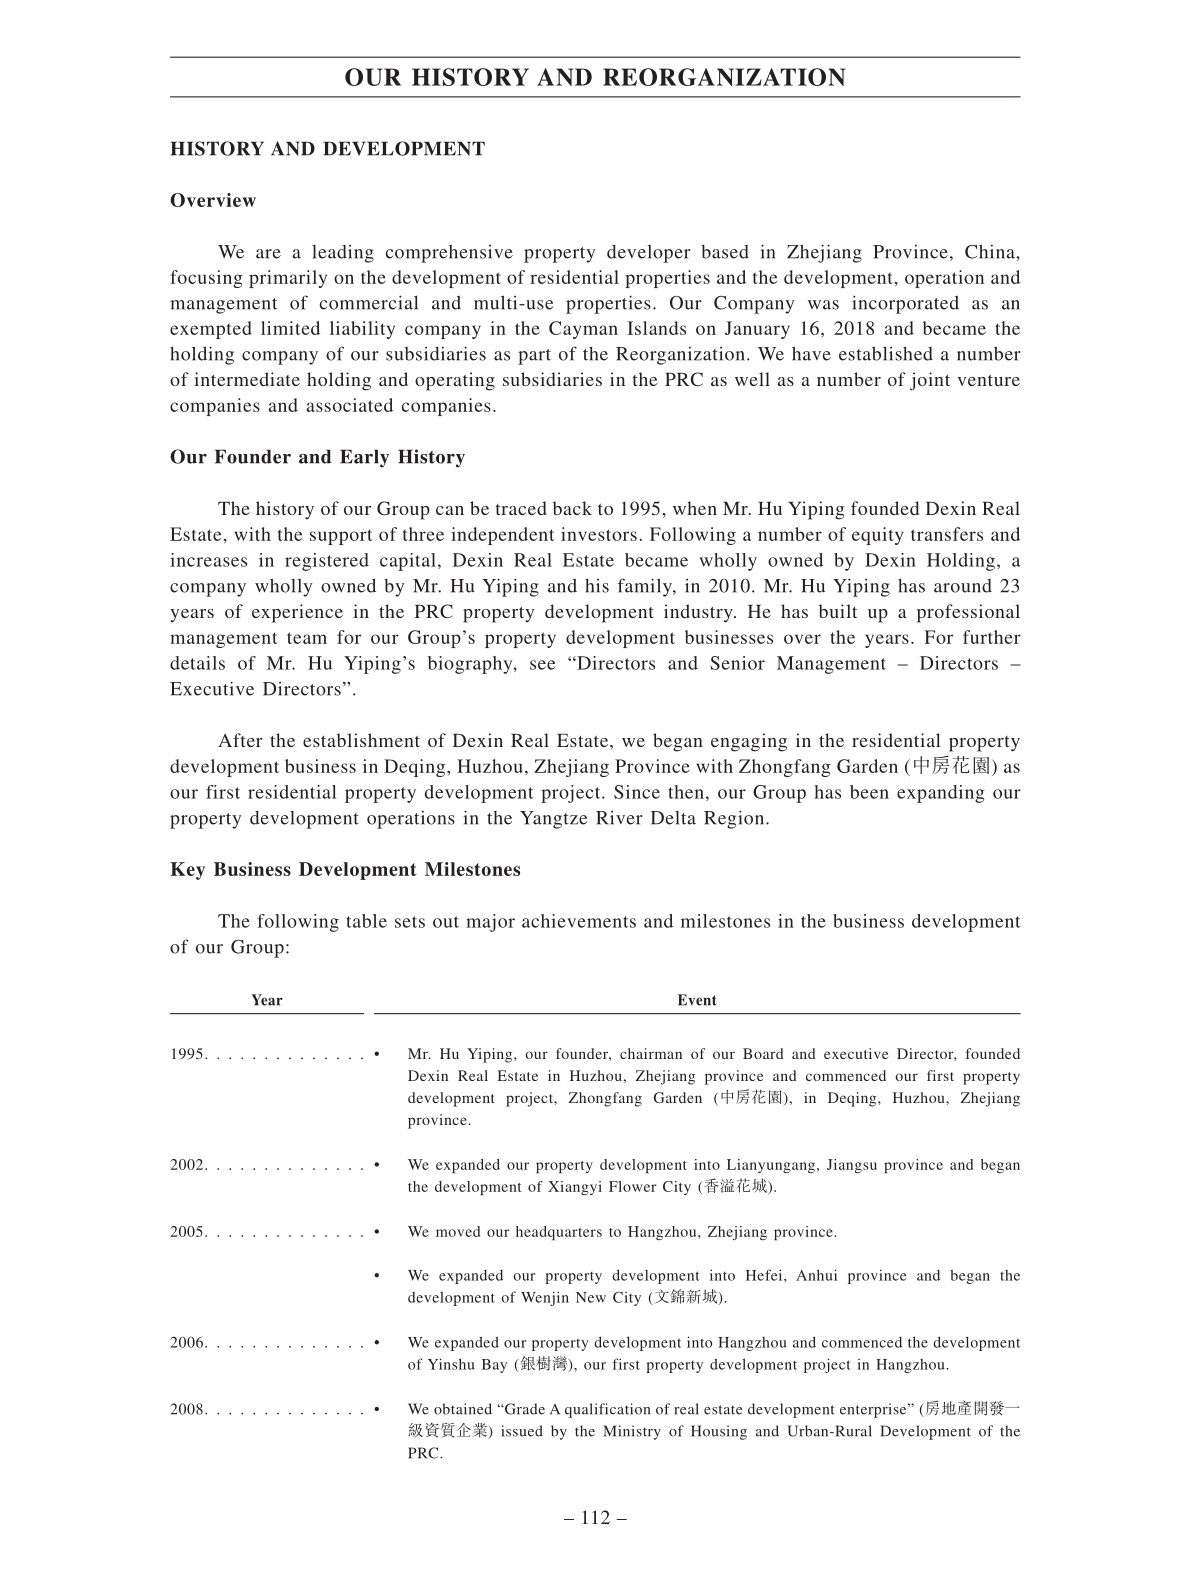 OUR HISTORY AND REORGANIZATION
HISTORY AND DEVELOPMENT
Overview
We are a leading comprehensive property developer based in Zhejiang Province, China,
focusing primarily on the development of residential properties and the development, operation and
management of commercial and multi-use properties. Our Company was incorporated as an
exempted limited liability company in the Cayman Islands on January 16, 2018 and became the
holding company of our subsidiaries as part of the Reorganization. We have established a number
of intermediate holding and operating subsidiaries in the PRC as well as a number of joint venture
companies and associated companies.
Our Founder and Early History
The history of our Group can be traced back to 1995, when Mr. Hu Yiping founded Dexin Real
Estate, with the support of three independent investors. Following a number of equity transfers and
increases in registered capital, Dexin Real Estate became wholly owned by Dexin Holding, a
company wholly owned by Mr. Hu Yiping and his family, in 2010. Mr. Hu Yiping has around 23
years of experience in the PRC property development industry. He has built up a professional
management team for our Group’s property development businesses over the years. For further
details of Mr. Hu Yiping’s biography, see “Directors and Senior Management – Directors –
Executive Directors”.
After the establishment of Dexin Real Estate, we began engaging in the residential property
development business in Deqing, Huzhou, Zhejiang Province with Zhongfang Garden (中房花園) as
our first residential property development project. Since then, our Group has been expanding our
property development operations in the Yangtze River Delta Region.
Key Business Development Milestones
The following table sets out major achievements and milestones in the business development
of our Group:
Year Event
1995. . . . . . . . . . . . . . • Mr. Hu Yiping, our founder, chairman of our Board and executive Director, founded
Dexin Real Estate in Huzhou, Zhejiang province and commenced our first property
development project, Zhongfang Garden (中房花園), in Deqing, Huzhou, Zhejiang
province.
2002. . . . . . . . . . . . . . • We expanded our property development into Lianyungang, Jiangsu province and began
the development of Xiangyi Flower City (香溢花城).
2005. . . . . . . . . . . . . . • We moved our headquarters to Hangzhou, Zhejiang province.
• We expanded our property development into Hefei, Anhui province and began the
development of Wenjin New City (文錦新城).
2006. . . . . . . . . . . . . . • We expanded our property development into Hangzhou and commenced the development
of Yinshu Bay (銀樹灣), our first property development project in Hangzhou.
2008. . . . . . . . . . . . . . • We obtained “Grade A qualification of real estate development enterprise” (房地產開發一
級資質企業) issued by the Ministry of Housing and Urban-Rural Development of the
PRC.
– 112 –